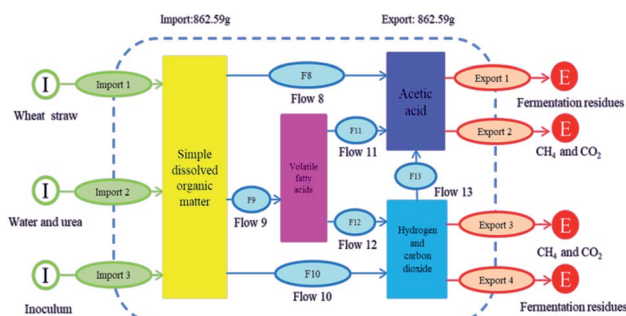 Import:862.59g
Export: 862.59g
I
Import 1
F8
Export 1
E
Wheat straw
Flow 8
Acetic
acid
Fermentation residues
F11
Export 2
E
Flow 11
CH₄ and CO₂
Simple
dissolved
organic
matter
Volatile
fatty
acids
F13
Flow 13
I
Import 2
F9
Water and urea
Flow 9
F12
Flow 12
Hydrogen
and
carbon
dioxide
Export 3
E
CH₄ and CO₂
I
Import 3
F10
Export 4
E
Inoculum
Flow 10
Fermentation residues